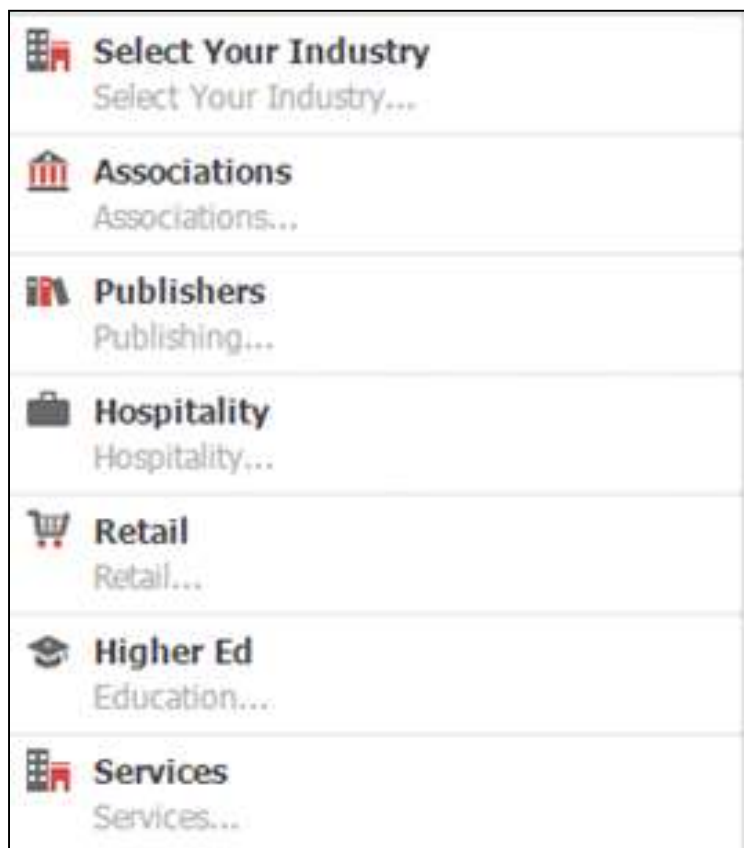 Select Your Industry
Select Your Industry...
Associations
Associations...
Publishers
Publishing...
Hospitality
Hospitality...
Retail
Retail...
Higher Ed
Education...
Services
Services...